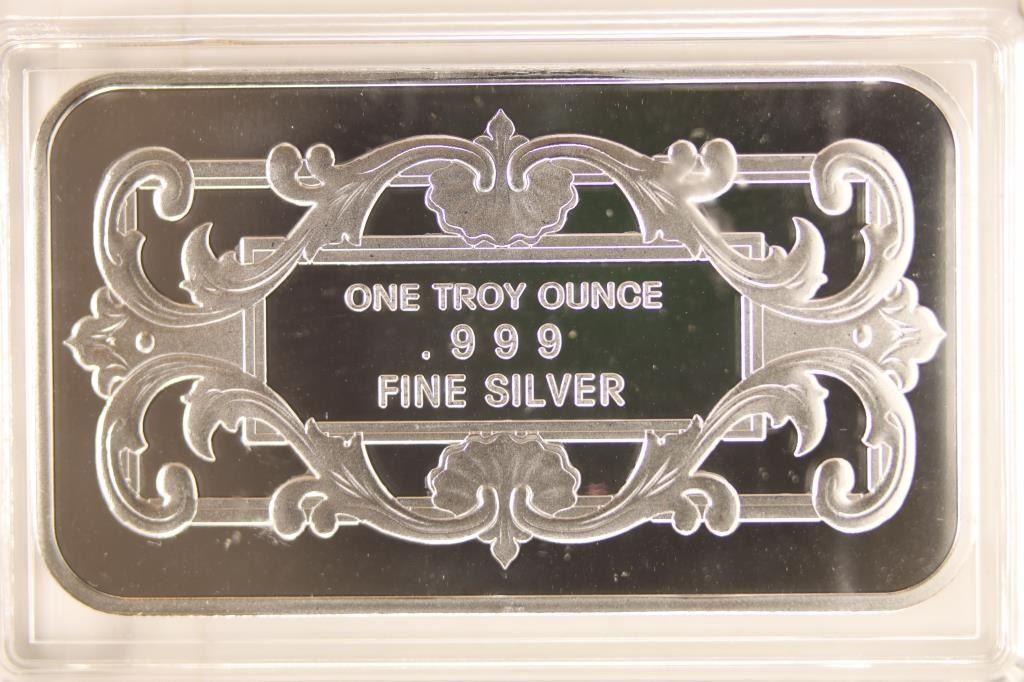 ONE TROY OUNCE
.999
FINE SILVER